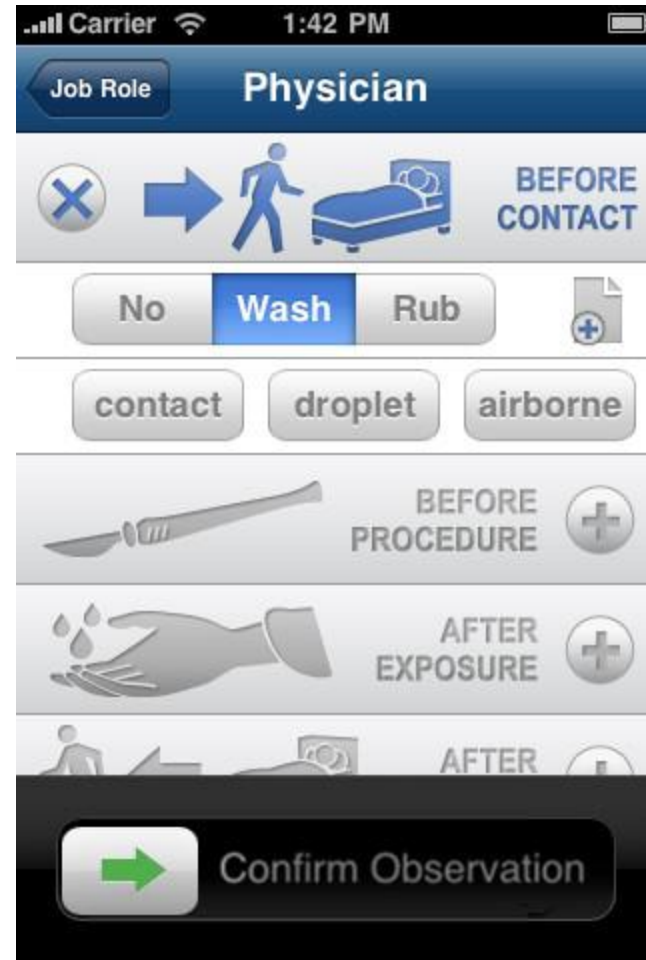 Carrier 1:42 PM
Job Role Physician
BEFORE
CONTACT
No Wash Rub
contact droplet airborne
BEFORE
PROCEDURE
AFTER
EXPOSURE
AFTER
Confirm Observation